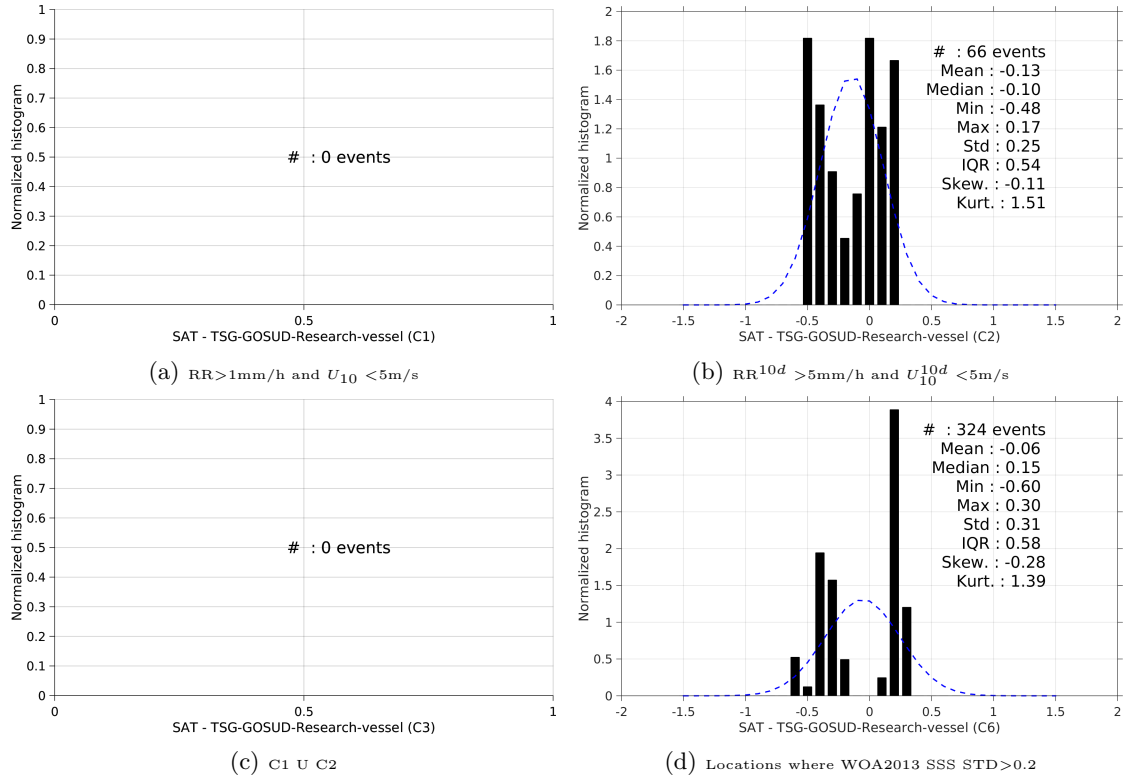 1
0.9
0.8
0.7
0.6
0.5
0.4
0.3
0.2
0.1
0
Normalized histogram
# : 0 events
0 0.5 1
SAT - TSG-GOSUD-Research-vessel (C1)
(a) RR>1mm/h and U10 <5m/s
2
1.8
1.6
1.4
1.2
1
0.8
0.6
0.4
0.2
0
Normalized histogram
# : 66 events
Mean : -0.13
Median : -0.10
Min : -0.48
Max : 0.17
Std : 0.25
IQR : 0.54
Skew. : -0.11
Kurt. : 1.51
-2 -1.5 -1 -0.5 0 0.5 1 1.5 2
SAT - TSG-GOSUD-Research-vessel (C2)
(b) RR10d >5mm/h and U10d10 <5m/s
1
0.9
0.8
0.7
0.6
0.5
0.4
0.3
0.2
0.1
0
Normalized histogram
# : 0 events
0 0.5 1
SAT - TSG-GOSUD-Research-vessel (C3)
(c) C1 U C2
4
3.5
3
2.5
2
1.5
1
0.5
0
Normalized histogram
# : 324 events
Mean : -0.06
Median : 0.15
Min : -0.60
Max : 0.30
Std : 0.31
IQR : 0.58
Skew. : -0.28
Kurt. : 1.39
-2 -1.5 -1 -0.5 0 0.5 1 1.5 2
SAT - TSG-GOSUD-Research-vessel (C6)
(d) Locations where WOA2013 SSS STD>0.2